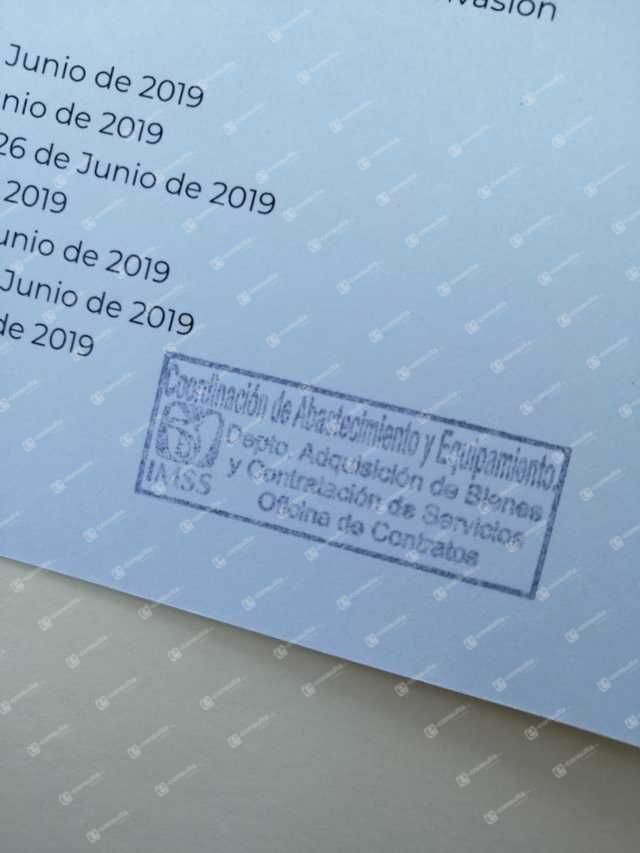 vasión
Junio de 2019
nio de 2019
26 de Junio de 2019
2019
unio de 2019
Junio de 2019
de 2019
Coordinación de Abastecimiento y Equipamiento.
IMSS
Depto. Adquisición de Bienes
y Contratación de Servicios
Oficina de Contratos
e-consulta